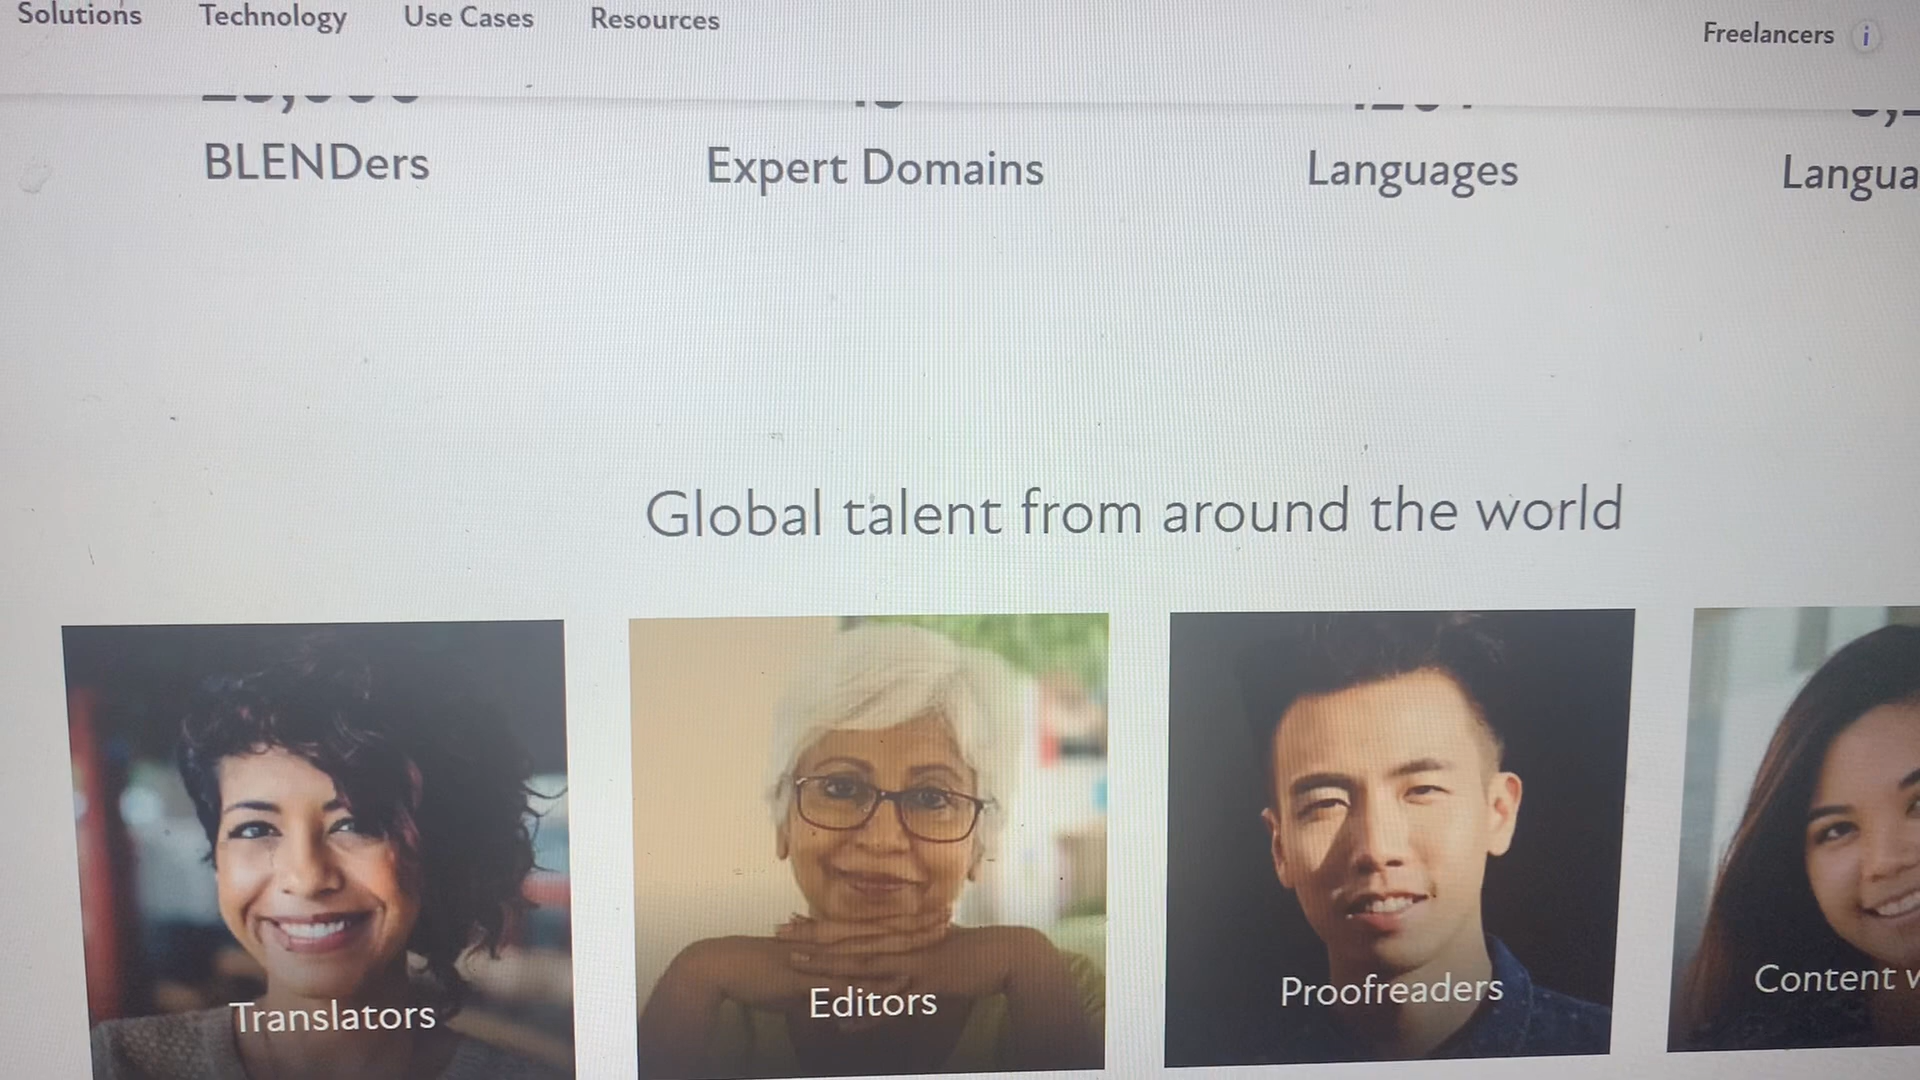 Solutions Technology Use Cases Resources Freelancers i
BLENDers Expert Domains Languages
Global talent from around the world
Translators Editors Proofreaders Content